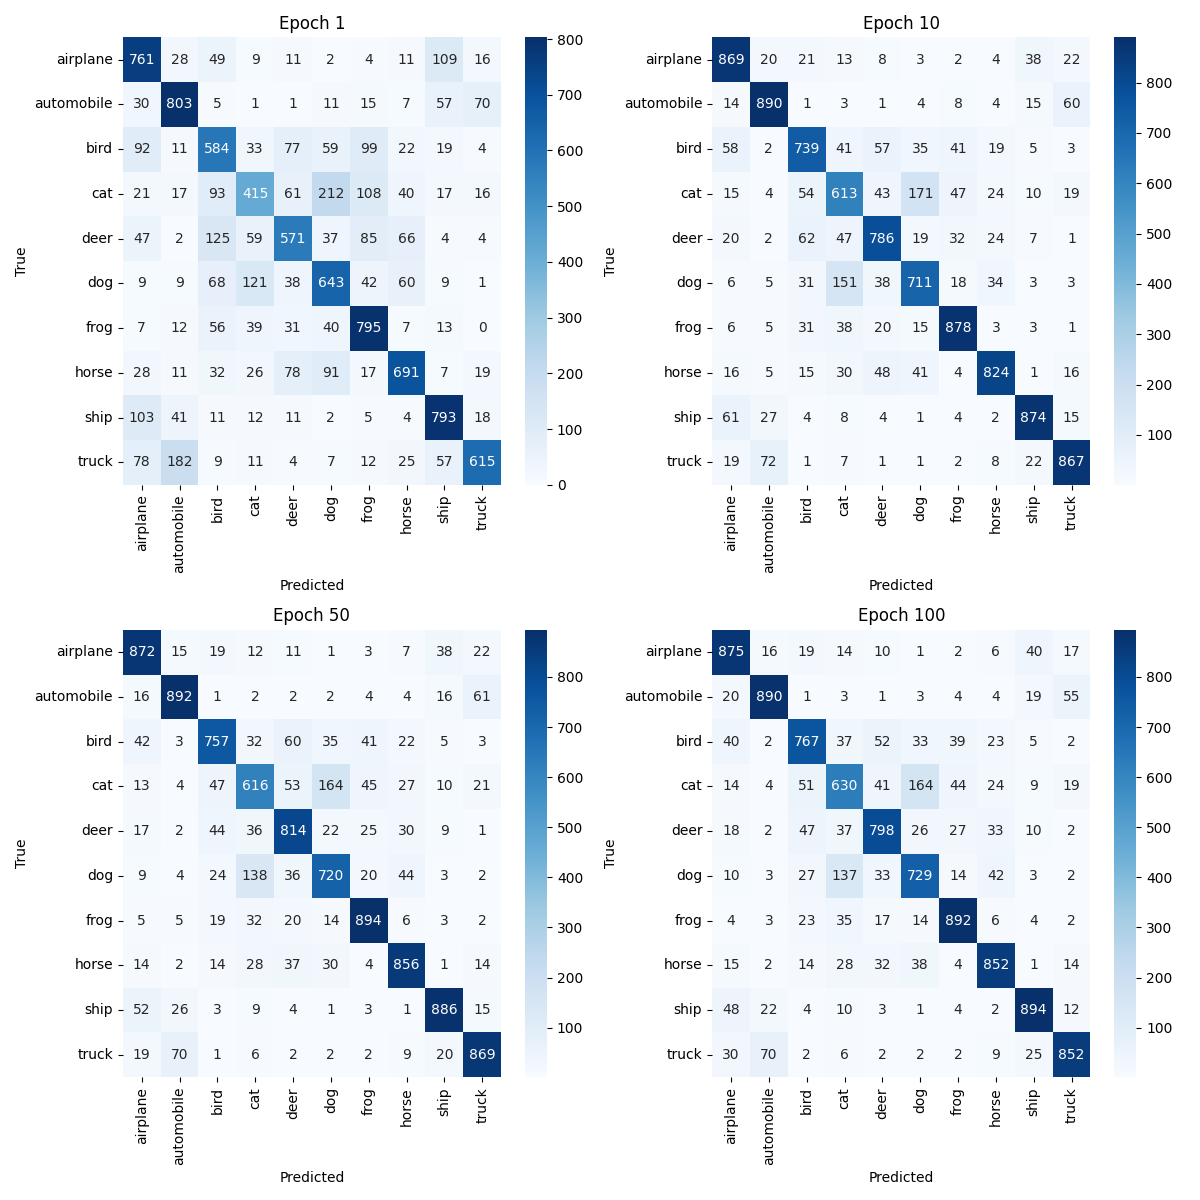 Epoch 1
airplane 761 28 49 9 11 2 4 11 109 16
automobile 30 803 5 1 1 11 15 7 57 70
bird 92 11 584 33 77 59 99 22 19 4
cat 21 17 93 415 61 212 108 40 17 16
deer 47 2 125 59 571 37 85 66 4 4
dog 9 9 68 121 38 643 42 60 9 1
frog 7 12 56 39 31 40 795 7 13 0
horse 28 11 32 26 78 91 17 691 7 19
ship 103 41 11 12 11 2 5 4 793 18
truck 78 182 9 11 4 7 12 25 57 615
airplane automobile bird cat deer dog frog horse ship truck
Predicted
True
800
700
600
500
400
300
200
100
0
Epoch 10
airplane 869 20 21 13 8 3 2 4 38 22
automobile 14 890 1 3 1 4 8 4 15 60
bird 58 2 739 41 57 35 41 19 5 3
cat 15 4 54 613 43 171 47 24 10 19
deer 20 2 62 47 786 19 32 24 7 1
dog 6 5 31 151 38 711 18 34 3 3
frog 6 5 31 38 20 15 878 3 3 1
horse 16 5 15 30 48 41 4 824 1 16
ship 61 27 4 8 4 1 4 2 874 15
truck 19 72 1 7 1 1 2 8 22 867
airplane automobile bird cat deer dog frog horse ship truck
Predicted
True
800
700
600
500
400
300
200
100
Epoch 50
airplane 872 15 19 12 11 1 3 7 38 22
automobile 16 892 1 2 2 2 4 4 16 61
bird 42 3 757 32 60 35 41 22 5 3
cat 13 4 47 616 53 164 45 27 10 21
deer 17 2 44 36 814 22 25 30 9 1
dog 9 4 24 138 36 720 20 44 3 2
frog 5 5 19 32 20 14 894 6 3 2
horse 14 2 14 28 37 30 4 856 1 14
ship 52 26 3 9 4 1 3 1 886 15
truck 19 70 1 6 2 2 2 9 20 869
airplane automobile bird cat deer dog frog horse ship truck
Predicted
True
800
700
600
500
400
300
200
100
Epoch 100
airplane 875 16 19 14 10 1 2 6 40 17
automobile 20 890 1 3 1 3 4 4 19 55
bird 40 2 767 37 52 33 39 23 5 2
cat 14 4 51 630 41 164 44 24 9 19
deer 18 2 47 37 798 26 27 33 10 2
dog 10 3 27 137 33 729 14 42 3 2
frog 4 3 23 35 17 14 892 6 4 2
horse 15 2 14 28 32 38 4 852 1 14
ship 48 22 4 10 3 1 4 2 894 12
truck 30 70 2 6 2 2 2 9 25 852
airplane automobile bird cat deer dog frog horse ship truck
Predicted
True
800
700
600
500
400
300
200
100